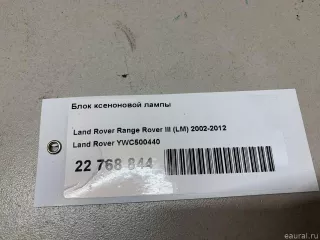 Блок ксеноновой лампы
Land Rover Range Rover III (LM) 2002-2012
Land Rover YWC500440
22 768 844
eaural.ru